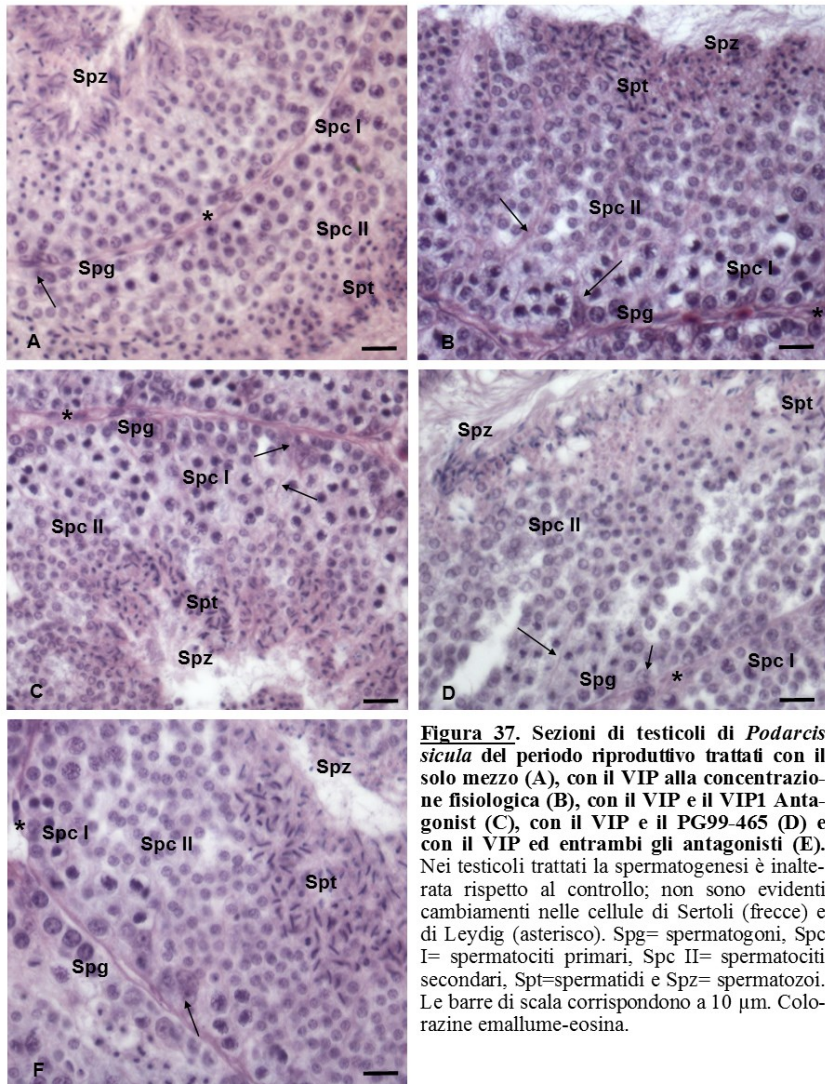 Spz
Spc I
*
Spc II
Spg
Spt
A
Spz
Spt
Spc II
Spc I
Spg
*
B
*
Spg
Spc I
Spc II
Spt
Spz
C
Spt
Spz
Spc II
Spc I
Spg
*
D
Spz
*
Spc I
Spc II
Spt
Spg
F
Figura 37. Sezioni di testicoli di Podarcis
sicula del periodo riproduttivo trattati con il
solo mezzo (A), con il VIP alla concentrazio-
ne fisiologica (B), con il VIP e il VIP1 Anta-
gonist (C), con il VIP e il PG99-465 (D) e
con il VIP ed entrambi gli antagonisti (E).
Nei testicoli trattati la spermatogenesi è inalte-
rata rispetto al controllo; non sono evidenti
cambiamenti nelle cellule di Sertoli (frecce) e
di Leydig (asterisco). Spg= spermatogoni, Spc
I= spermatociti primari, Spc II= spermatociti
secondari, Spt=spermatidi e Spz= spermatozoi.
Le barre di scala corrispondono a 10 µm. Colo-
razine emallume-eosina.